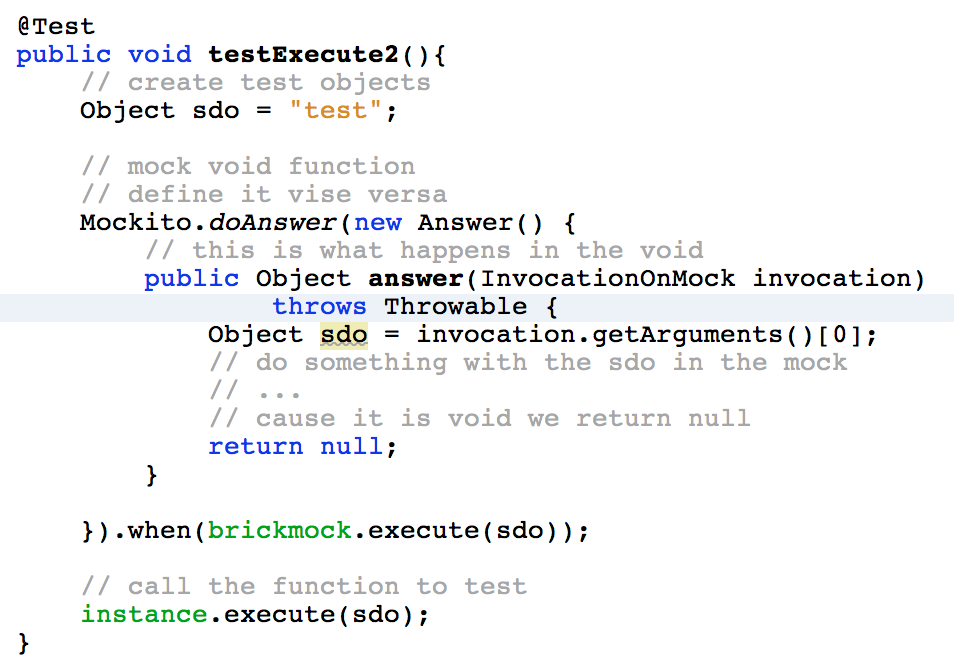 @Test
public void testExecute2(){
    // create test objects
    Object sdo = "test";

    // mock void function
    // define it vise versa
    Mockito.doAnswer(new Answer() {
        // this is what happens in the void
        public Object answer(InvocationOnMock invocation)
                throws Throwable {
            Object sdo = invocation.getArguments()[0];
            // do something with the sdo in the mock
            // ...
            // cause it is void we return null
            return null;
        }

    }).when(brickmock.execute(sdo));

    // call the function to test
    instance.execute(sdo);
}